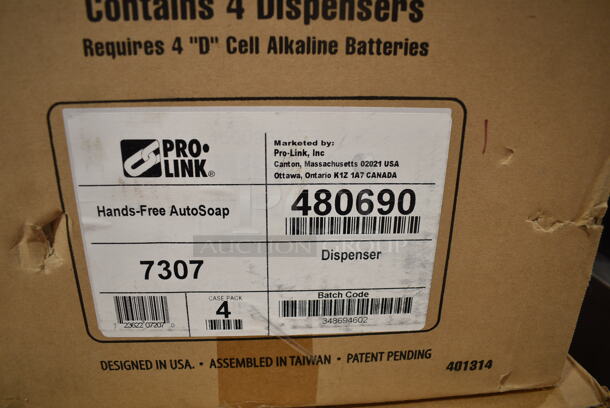 Contains 4 Dispensers
Requires 4 "D" Cell Alkaline Batteries
PRO•
LINK®
Marketed by:
Pro-Link, Inc
Canton, Massachusetts 02021 USA
Ottawa, Ontario K1Z 1A7 CANADA
Hands-Free AutoSoap
480690
Dispenser
7307
CASE PACK
4
Batch Code
348694602
DESIGNED IN USA. • ASSEMBLED IN TAIWAN • PATENT PENDING
401314
AUCTION GROUP